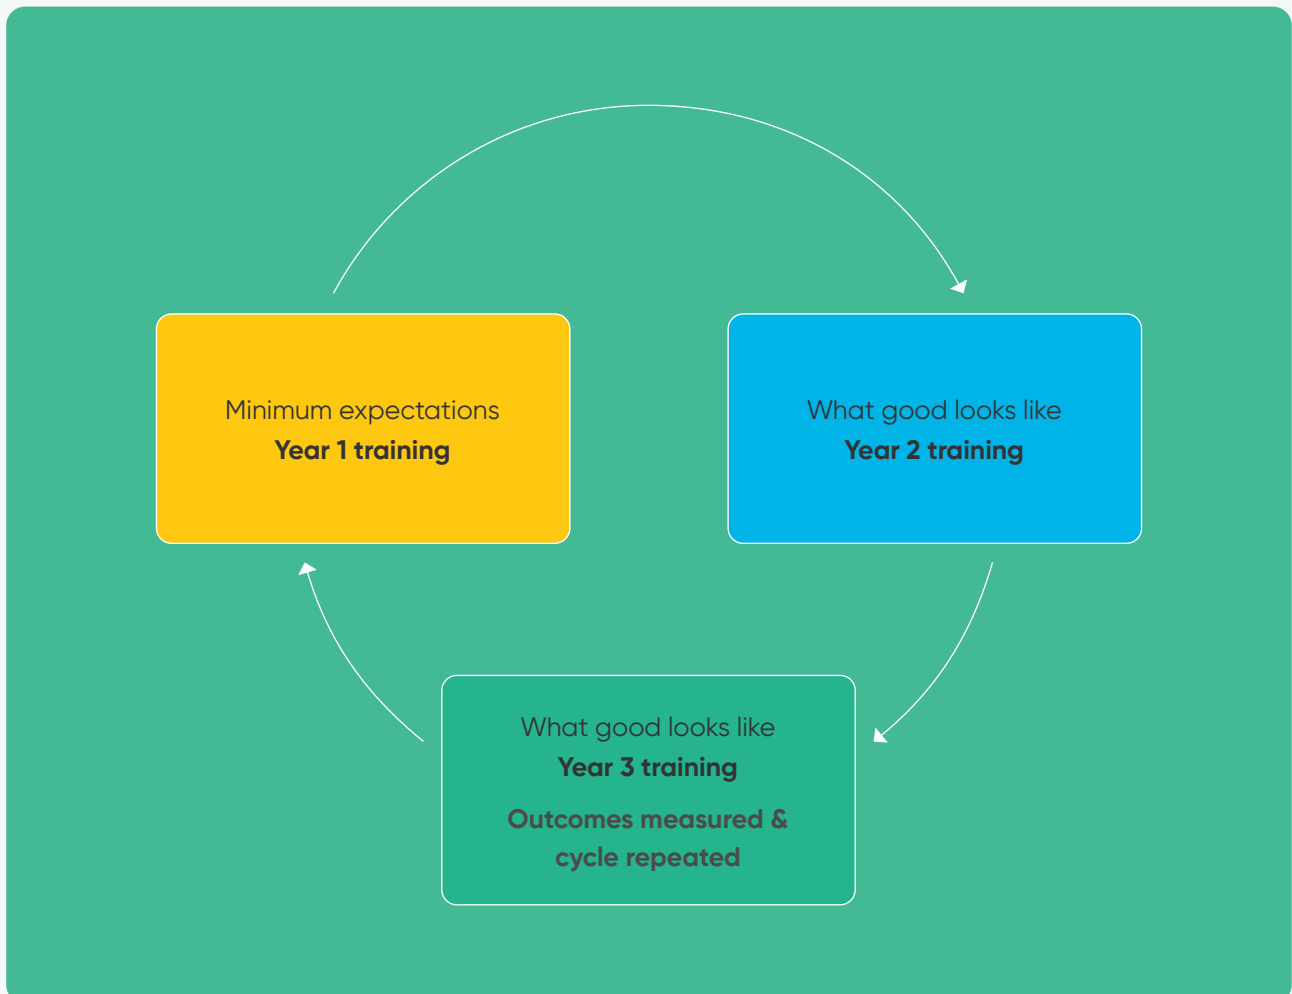 Minimum expectations
Year 1 training
What good looks like
Year 2 training
What good looks like
Year 3 training
Outcomes measured &
cycle repeated